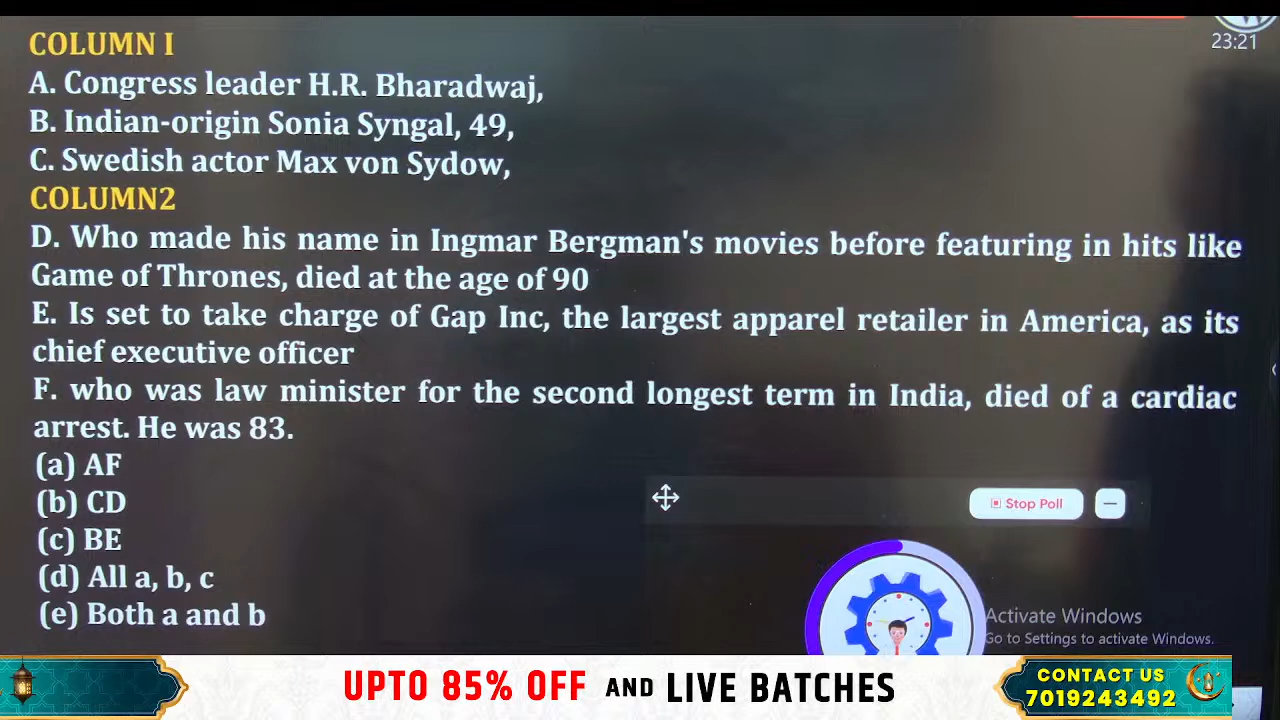 23:21
COLUMN I
A. Congress leader H.R. Bharadwaj,
B. Indian-origin Sonia Syngal, 49,
C. Swedish actor Max von Sydow,
COLUMN2
D. Who made his name in Ingmar Bergman's movies before featuring in hits like
Game of Thrones, died at the age of 90
E. Is set to take charge of Gap Inc, the largest apparel retailer in America, as its
chief executive officer
F. who was law minister for the second longest term in India, died of a cardiac
arrest. He was 83.
(a) AF
(b) CD
(c) BE
(d) All a, b, c
(e) Both a and b
Stop Poll
Activate Windows
Go to Settings to activate Windows.
UPTO 85% OFF AND LIVE BATCHES
CONTACT US
7019243492